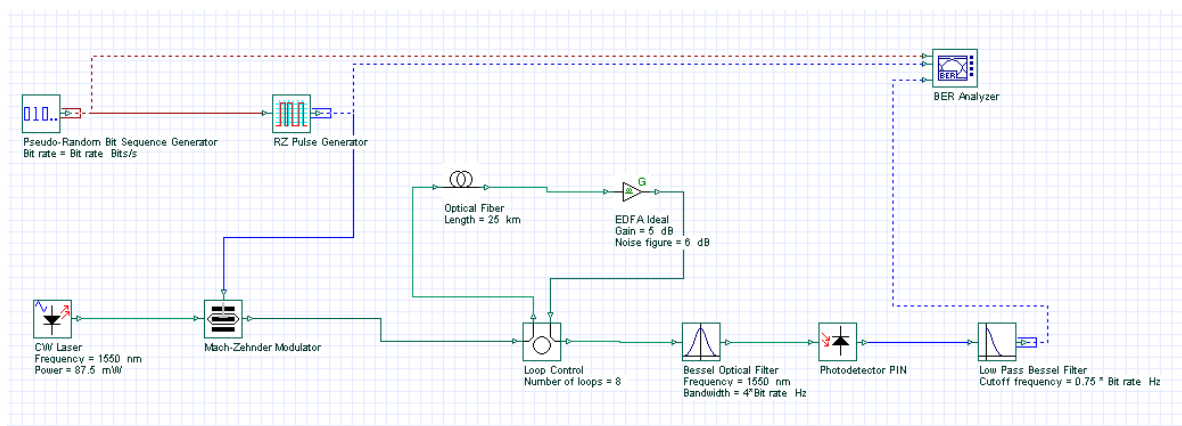 BER
BER Analyzer
010..
Pseudo-Random Bit Sequence Generator
Bit rate = Bit rate Bits/s
RZ Pulse Generator
G
Optical Fiber
Length = 25 km
EDFA Ideal
Gain = 5 dB
Noise figure = 6 dB
CW Laser
Frequency = 1550 nm
Power = 87.5 mW
Mach-Zehnder Modulator
Loop Control
Number of loops = 8
Bessel Optical Filter
Frequency = 1550 nm
Bandwidth = 4*Bit rate Hz
Photodetector PIN
Low Pass Bessel Filter
Cutoff frequency = 0.75 * Bit rate Hz